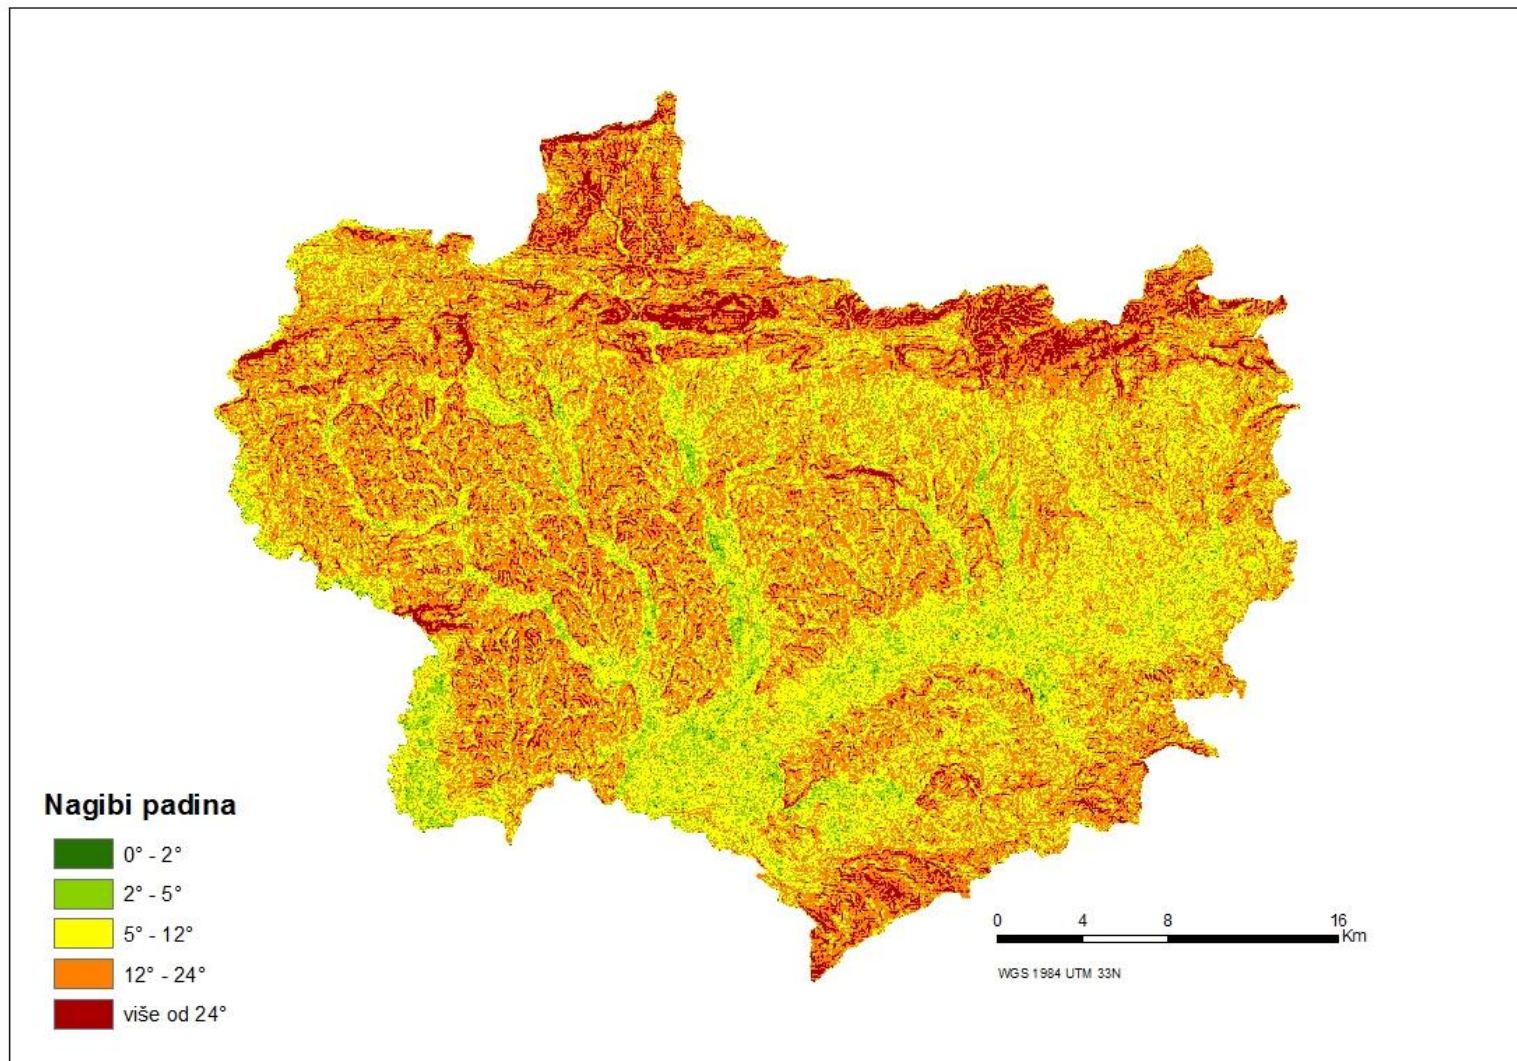 Nagibi padina
0° - 2°
2° - 5°
5° - 12°
12° - 24°
više od 24°
0 4 8 16
Km
WGS 1984 UTM 33N